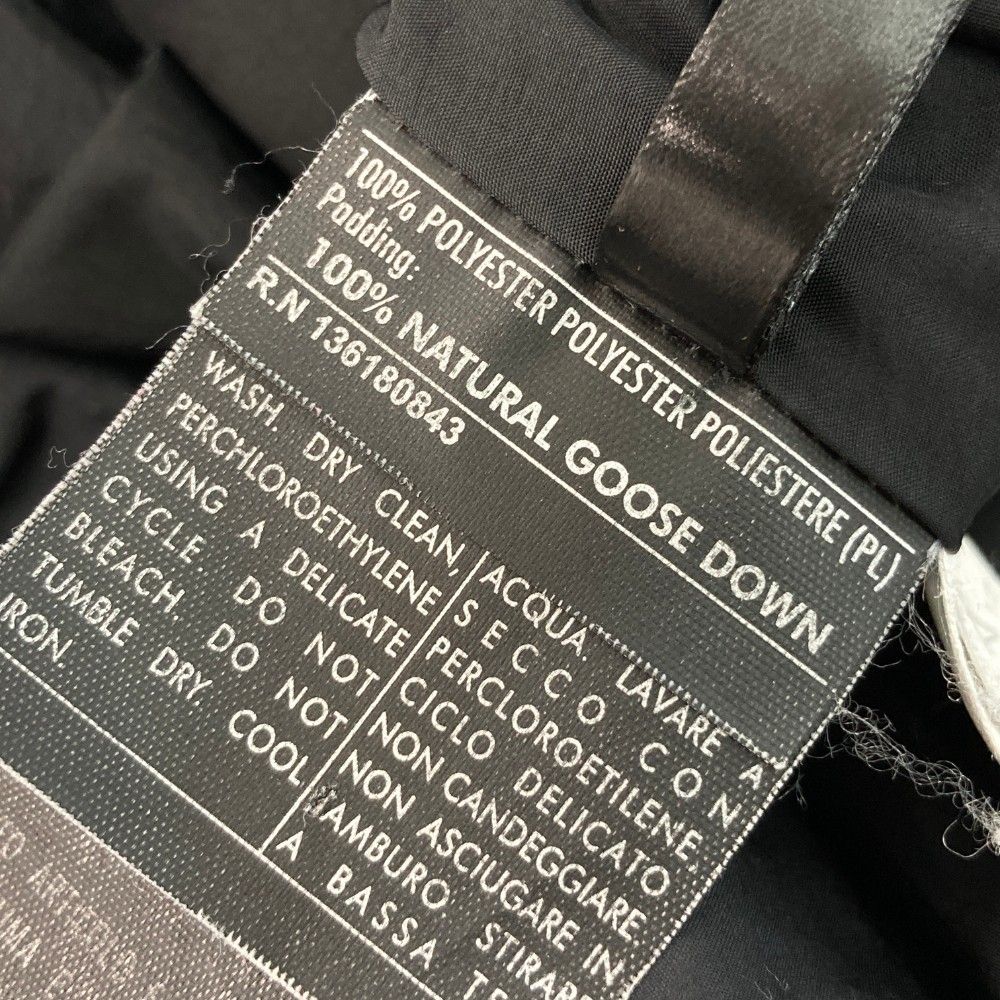 100% POLYESTER POLYESTER POLIESTERE (PL)
Padding:
100% NATURAL GOOSE DOWN
R.N 136180843
WASH. DRY CLEAN,
PERCHLOROETHYLENE
USING A DELICATE
CYCLE DO NOT
BLEACH. DO NOT
TUMBLE DRY. COOL
IRON.
ACQUA. LAVARE A
SECCO CON
PERCLOROETILENE,
CICLO DELICATO
NON CANDEGGIARE.
NON ASCIUGARE IN
TAMBURO. STIRARE
A BASSA